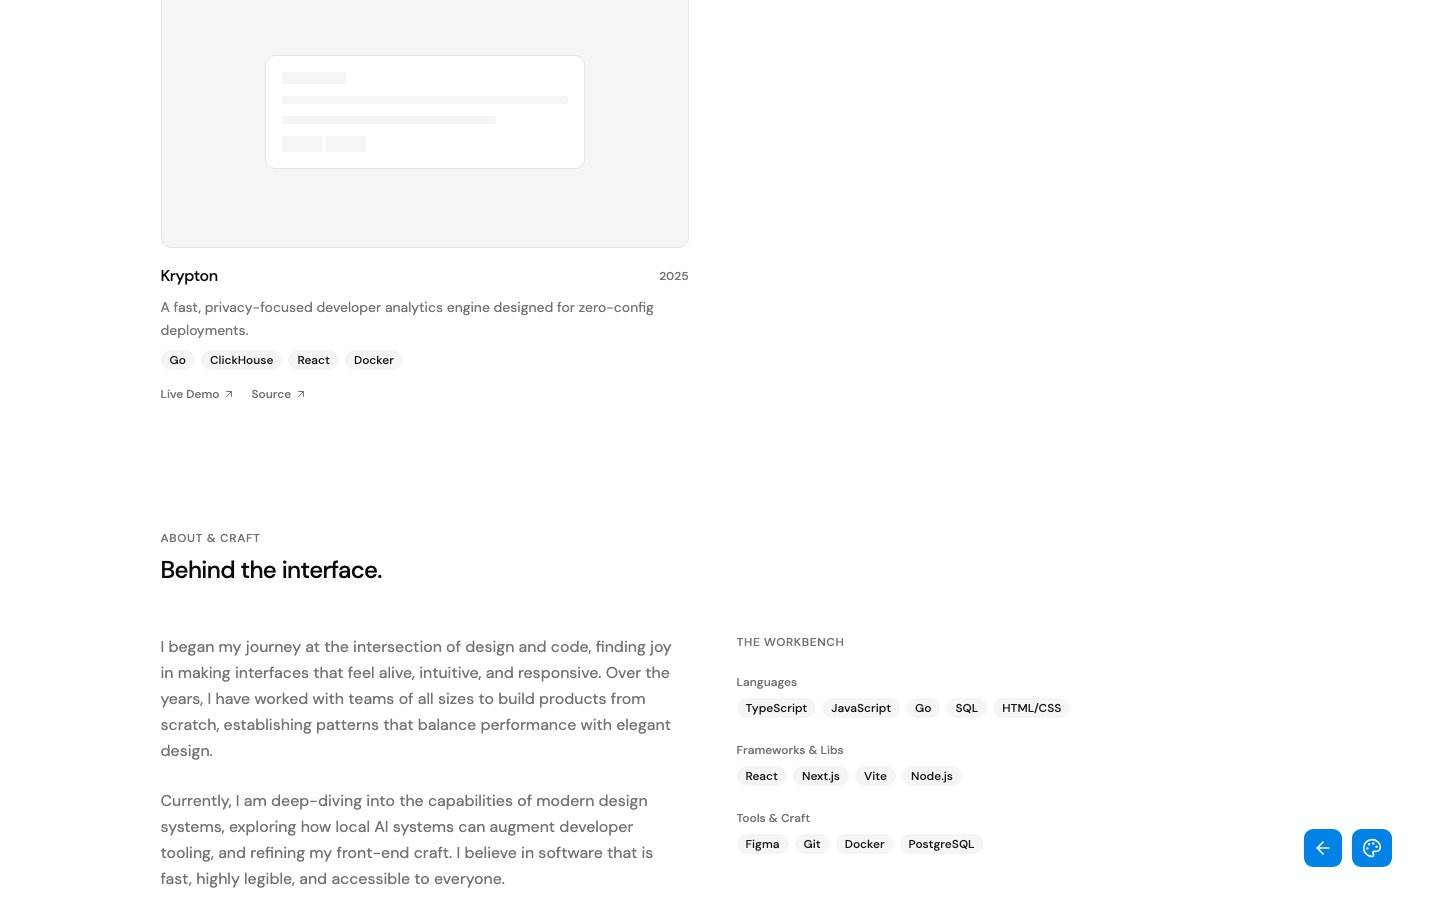 Krypton
2025
A fast, privacy-focused developer analytics engine designed for zero-config
deployments.
Go ClickHouse React Docker
Live Demo Source
ABOUT & CRAFT
Behind the interface.
I began my journey at the intersection of design and code, finding joy
in making interfaces that feel alive, intuitive, and responsive. Over the
years, I have worked with teams of all sizes to build products from
scratch, establishing patterns that balance performance with elegant
design.
Currently, I am deep-diving into the capabilities of modern design
systems, exploring how local AI systems can augment developer
tooling, and refining my front-end craft. I believe in software that is
fast, highly legible, and accessible to everyone.
THE WORKBENCH
Languages
TypeScript JavaScript Go SQL HTML/CSS
Frameworks & Libs
React Next.js Vite Node.js
Tools & Craft
Figma Git Docker PostgreSQL